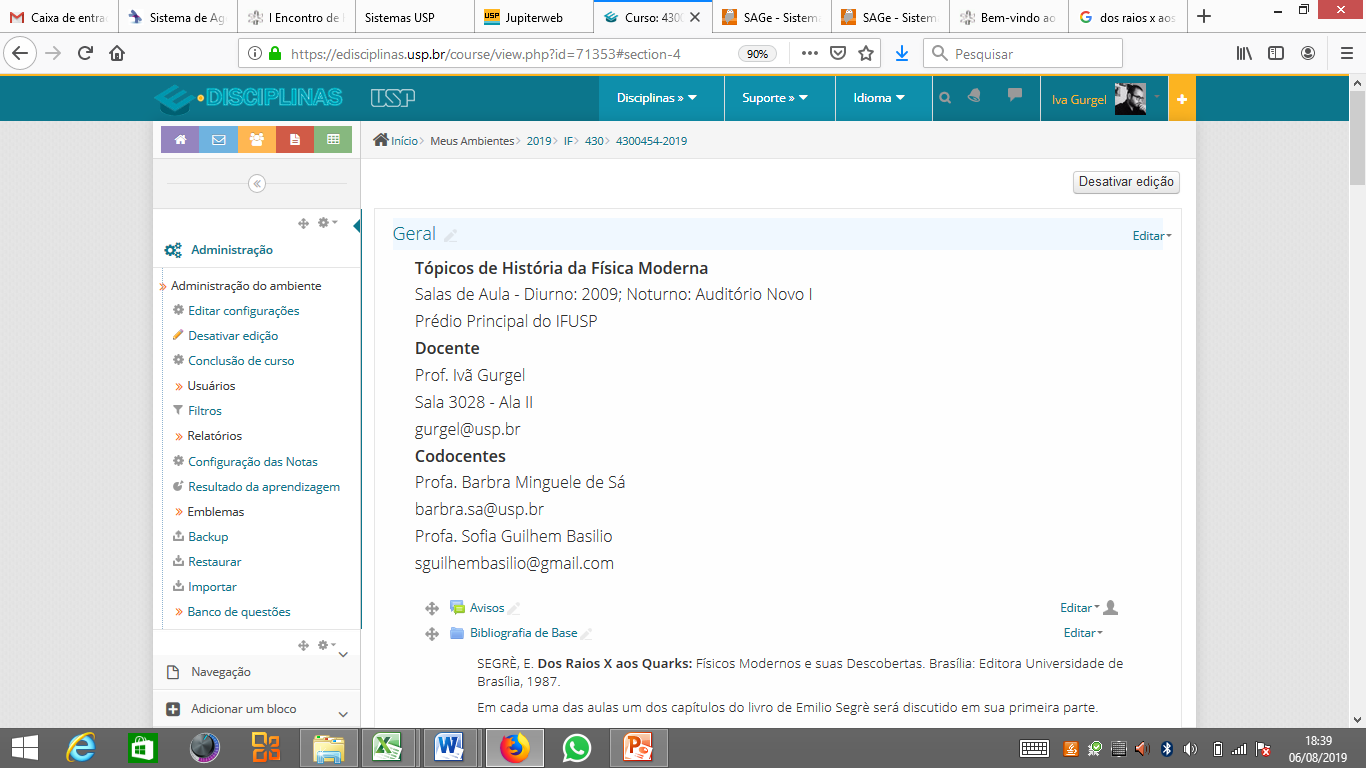 Caixa de entra
Sistema de Ag
I Encontro de
Sistemas USP
USP Jupiterweb
Curso: 430
SAGe - Sistema
SAGe - Sistem
Bem-vindo ao
dos raios x aos
https://edisciplinas.usp.br/course/view.php?id=71353#section-4
90%
Pesquisar
e-DISCIPLINAS USP
Disciplinas »
Suporte »
Idioma
Iva Gurgel
Início
Meus Ambientes
2019
IF
430
4300454-2019
Desativar edição
Administração
Administração do ambiente
Editar configurações
Desativar edição
Conclusão de curso
Usuários
Filtros
Relatórios
Configuração das Notas
Resultado da aprendizagem
Emblemas
Backup
Restaurar
Importar
Banco de questões
Navegação
Adicionar um bloco
Geral
Editar
Tópicos de História da Física Moderna
Salas de Aula - Diurno: 2009; Noturno: Auditório Novo I
Prédio Principal do IFUSP
Docente
Prof. Ivã Gurgel
Sala 3028 - Ala II
gurgel@usp.br
Codocentes
Profa. Barbra Minguele de Sá
barbra.sa@usp.br
Profa. Sofia Guilhem Basilio
sguilhembasilio@gmail.com
Avisos
Editar
Bibliografia de Base
Editar
SEGRÈ, E. Dos Raios X aos Quarks: Físicos Modernos e suas Descobertas. Brasília: Editora Universidade de
Brasília, 1987.
Em cada uma das aulas um dos capítulos do livro de Emilio Segrè será discutido em sua primeira parte.
18:39
06/08/2019